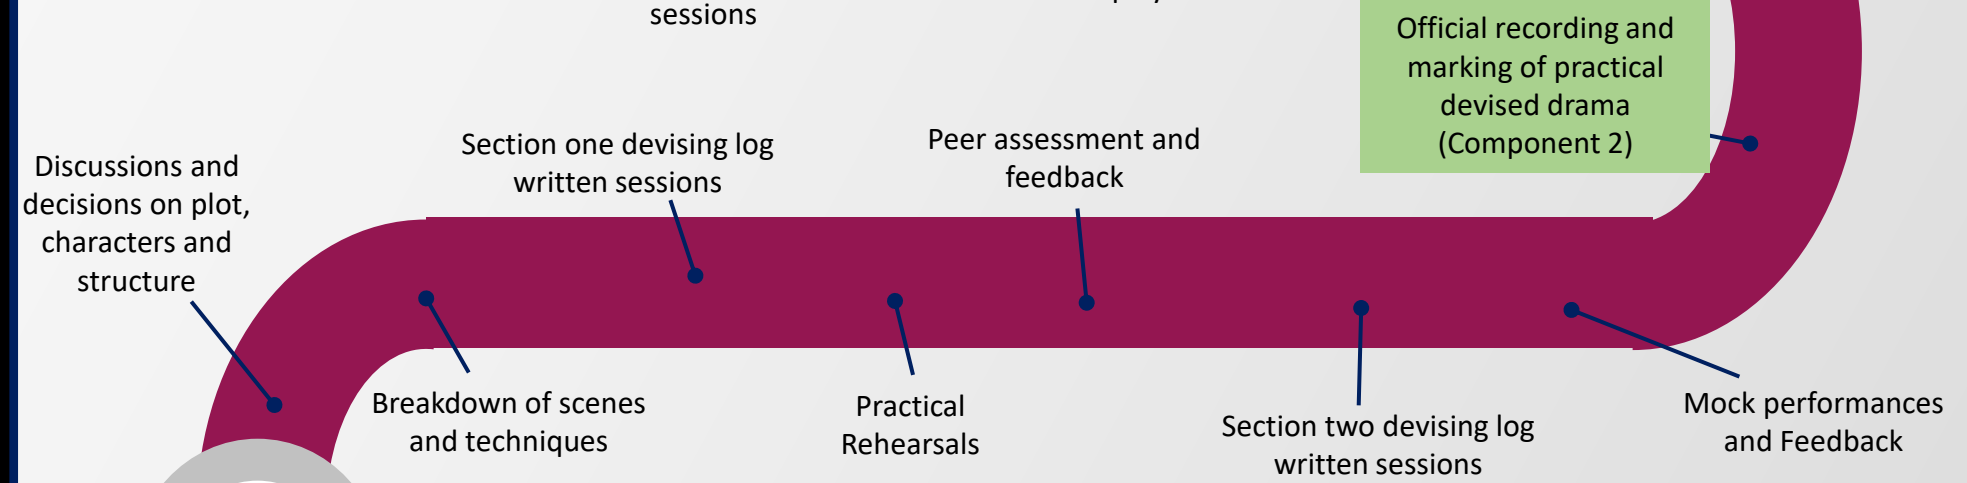 sessions
Official recording and
marking of practical
devised drama
(Component 2)
Discussions and
decisions on plot,
characters and
structure
Section one devising log
written sessions
Peer assessment and
feedback
Breakdown of scenes
and techniques
Practical
Rehearsals
Section two devising log
written sessions
Mock performances
and Feedback